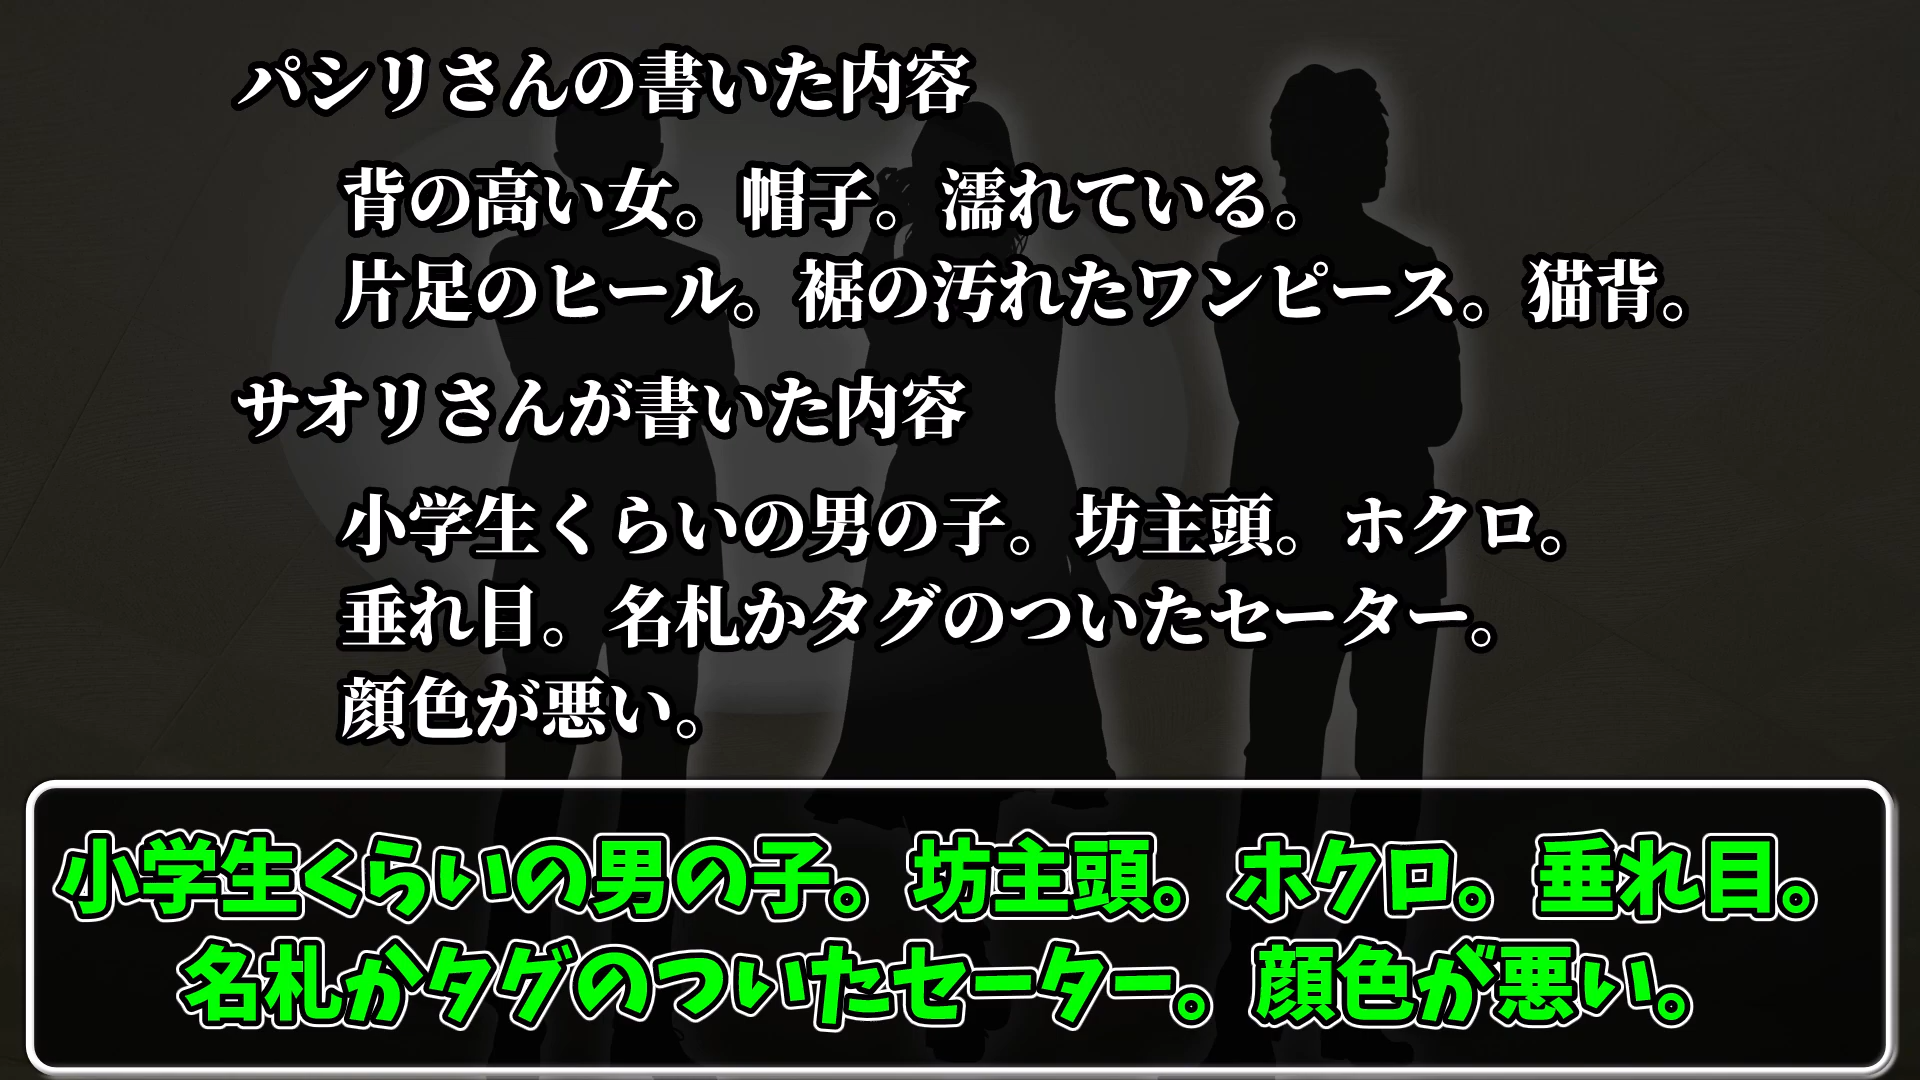 パシリさんの書いた内容
背の高い女。帽子。濡れている。
片足のヒール。裾の汚れたワンピース。猫背。
サオリさんが書いた内容
小学生くらいの男の子。坊主頭。ホクロ。
垂れ目。名札かタグのついたセーター。
顔色が悪い。
小学生くらいの男の子。坊主頭。ホクロ。垂れ目。
名札かタグのついたセーター。顔色が悪い。